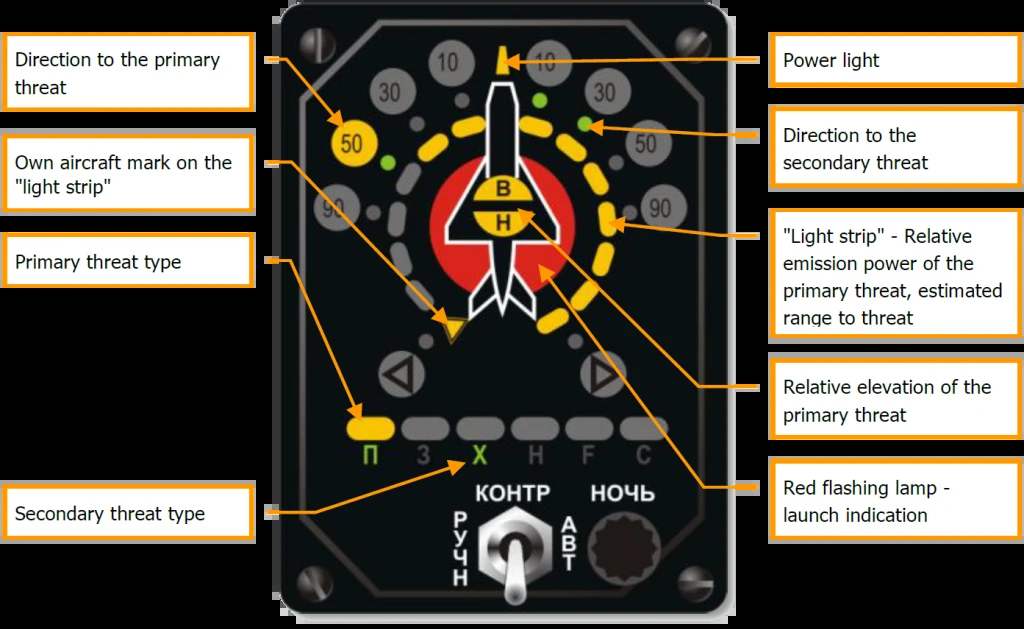 Direction to the primary
threat
Own aircraft mark on the
"light strip"
Primary threat type
Secondary threat type
10 10
30 30
50 50
90 90
В
Н
П З Х Н F С
КОНТР НОЧЬ
РУЧН
АВТ
Power light
Direction to the
secondary threat
"Light strip" - Relative
emission power of the
primary threat, estimated
range to threat
Relative elevation of the
primary threat
Red flashing lamp -
launch indication